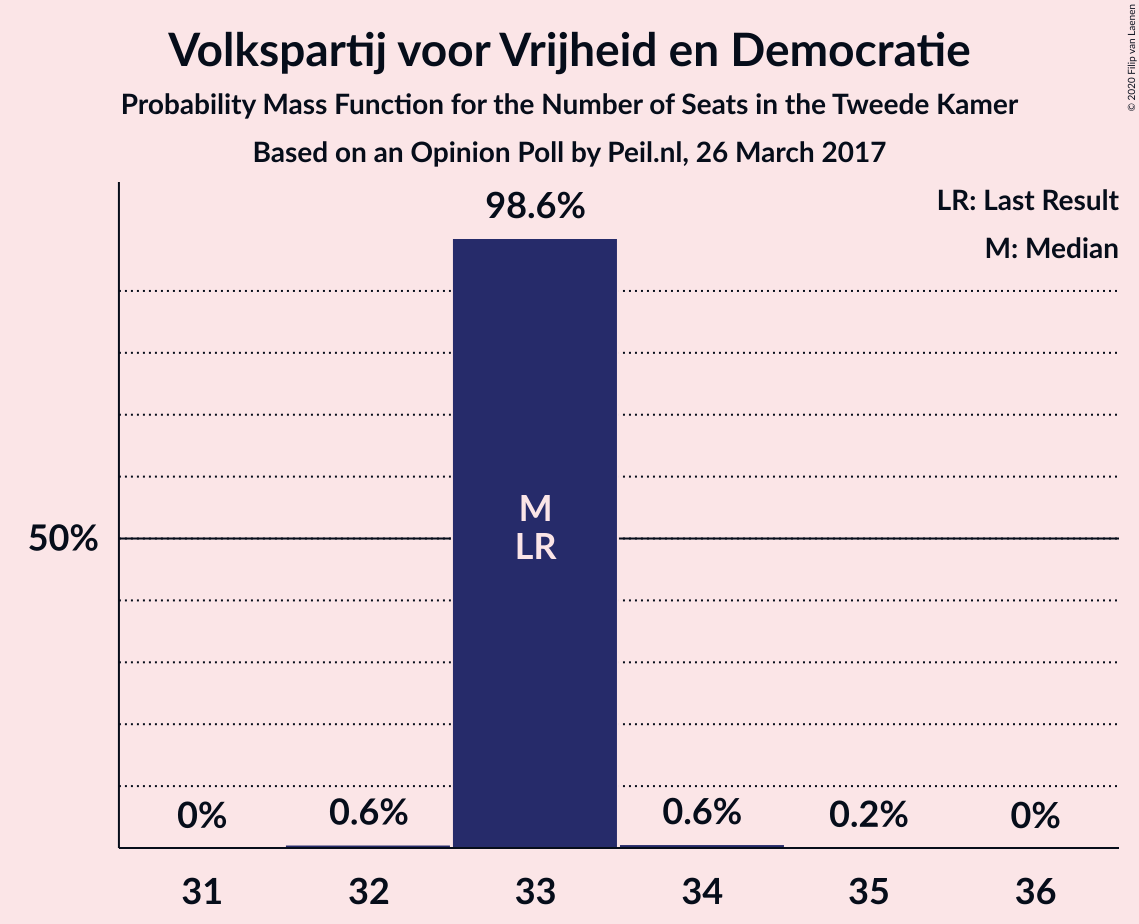 Volkspartij voor Vrijheid en Democratie
Probability Mass Function for the Number of Seats in the Tweede Kamer
Based on an Opinion Poll by Peil.nl, 26 March 2017
© 2020 Filip van Laenen
LR: Last Result
M: Median
98.6%
M
LR
50%
0% 0.6% 0.6% 0.2% 0%
31 32 33 34 35 36